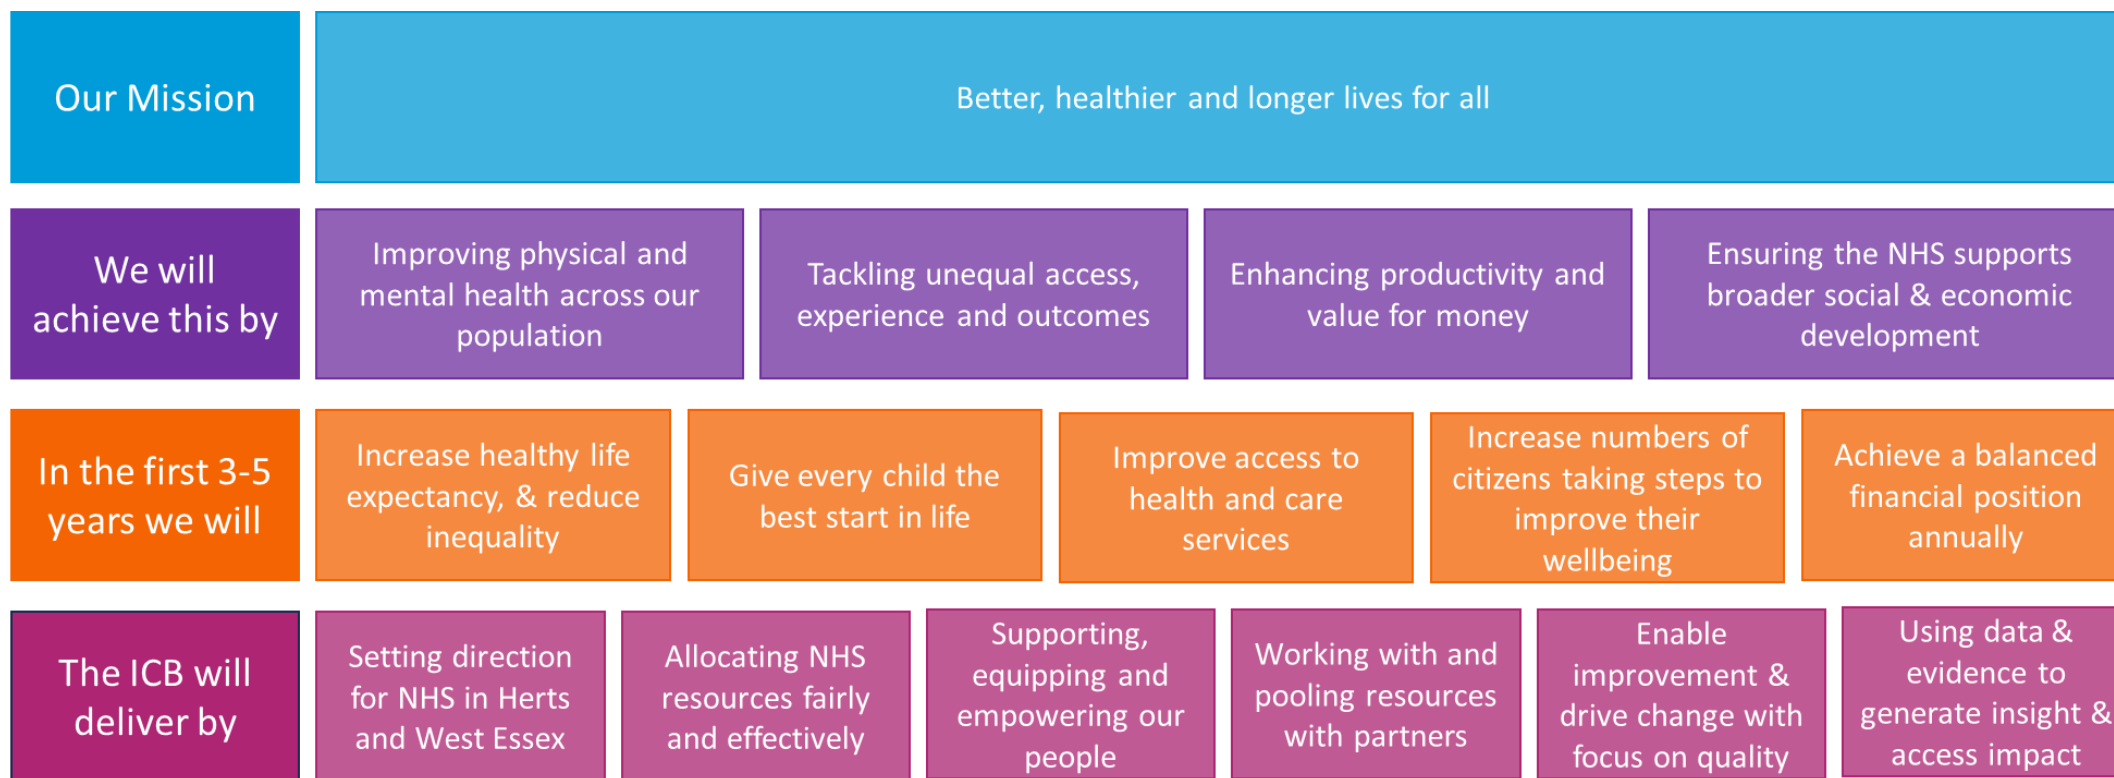 Our Mission
Better, healthier and longer lives for all
We will
achieve this by
Improving physical and
mental health across our
population
Tackling unequal access,
experience and outcomes
Enhancing productivity and
value for money
Ensuring the NHS supports
broader social & economic
development
In the first 3-5
years we will
Increase healthy life
expectancy, & reduce
inequality
Give every child the
best start in life
Improve access to
health and care
services
Increase numbers of
citizens taking steps to
improve their
wellbeing
Achieve a balanced
financial position
annually
The ICB will
deliver by
Setting direction
for NHS in Herts
and West Essex
Allocating NHS
resources fairly
and effectively
Supporting,
equipping and
empowering our
people
Working with and
pooling resources
with partners
Enable
improvement &
drive change with
focus on quality
Using data &
evidence to
generate insight &
access impact